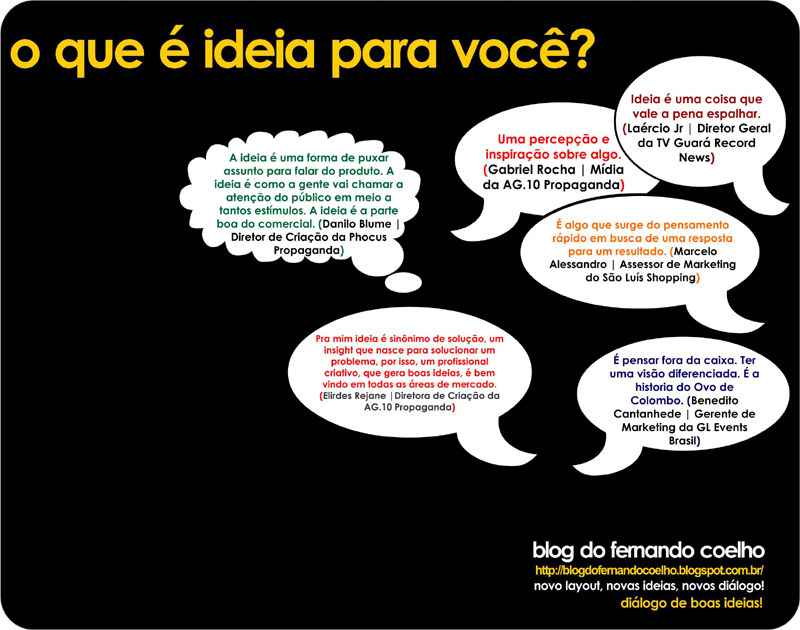 o que é ideia para você?
Ideia é uma coisa que
vale a pena espalhar.
(Laércio Jr | Diretor Geral
da TV Guará Record
News)
Uma percepção e
inspiração sobre algo.
(Gabriel Rocha | Mídia
da AG.10 Propaganda)
A ideia é uma forma de puxar
assunto para falar do produto. A
ideia é como a gente vai chamar a
atenção do público em meio a
tantos estímulos. A ideia é a parte
boa do comercial. (Danilo Blume |
Diretor de Criação da Phocus
Propaganda)
É algo que surge do pensamento
rápido em busca de uma resposta
para um resultado. (Marcelo
Alessandro | Assessor de Marketing
do São Luís Shopping)
Pra mim ideia é sinônimo de solução, um
insight que nasce para solucionar um
problema, por isso, um profissional
criativo, que gera boas ideias, é bem
vindo em todas as áreas de mercado.
(Elirdes Rejane |Diretora de Criação da
AG.10 Propaganda)
É pensar fora da caixa. Ter
uma visão diferenciada. É a
historia do Ovo de
Colombo. (Benedito
Cantanhede | Gerente de
Marketing da GL Events
Brasil)
blog do fernando coelho
http://blogdofernandocoelho.blogspot.com.br/
novo layout, novas ideias, novos diálogo!
diálogo de boas ideias!